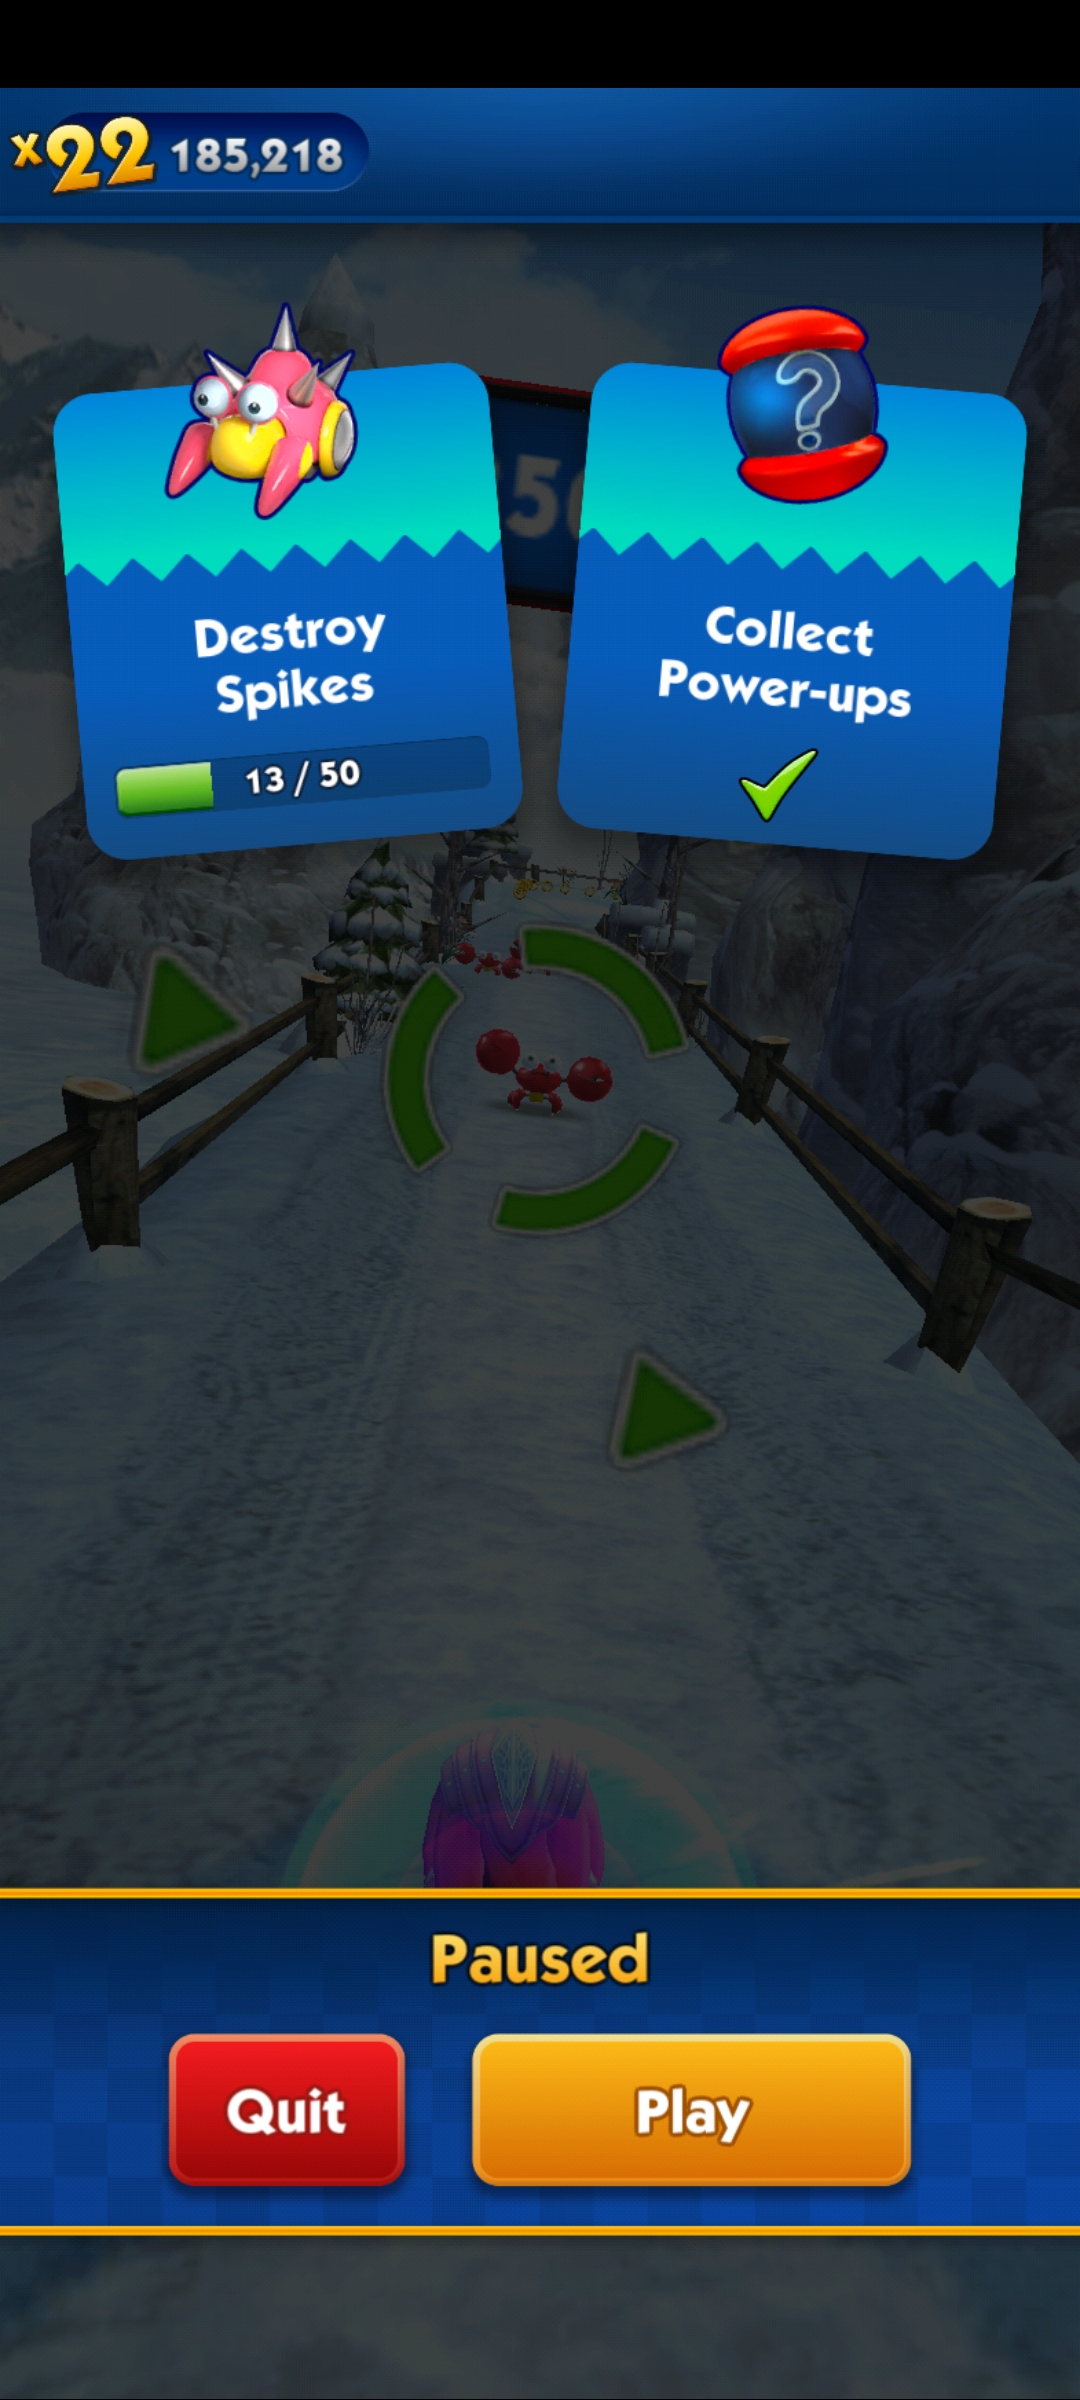 x22 185,218
Destroy
Spikes
13 / 50
Collect
Power-ups
?
Paused
Quit
Play